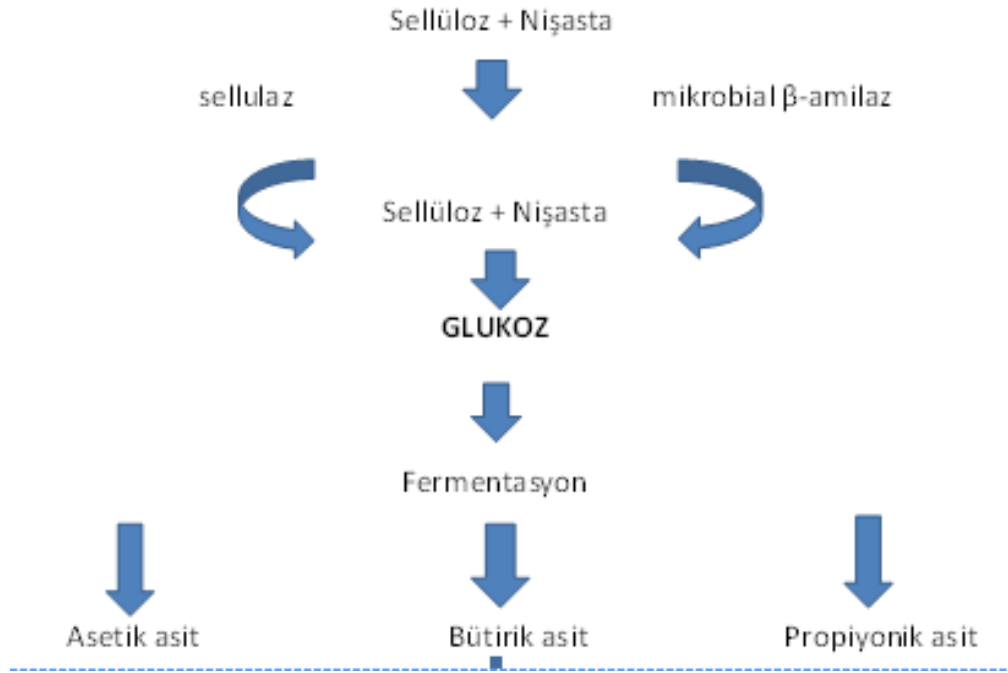 Sellüloz + Nişasta
sellulaz
mikrobial β-amilaz
Sellüloz + Nişasta
GLUKOZ
Fermentasyon
Asetik asit
Bütirik asit
Propiyonik asit